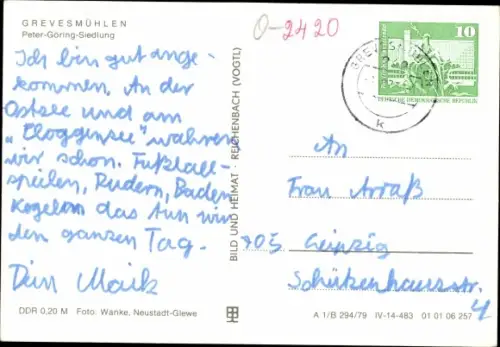 GREVESMÜHLEN
Peter-Göring-Siedlung
Ich bin gut ange-
kommen. An der
Ostsee und am
"Ploggensee" wahren
wir schon. Fußball-
spielen, Rudern, Baden
Kegeln das tun wir
den ganzen Tag.
Dein Maik
DDR 0,20 M Foto: Wanke, Neustadt-Glewe
BILD UND HEIMAT REICHENBACH (VOGTL)
0-2420
10
DEUTSCHE DEMOKRATISCHE REPUBLIK
k
An
Frau Arraß
705 Leipzig
Schützenhausstr.
4
A 1/B 294/79 IV-14-483 01 01 06 257